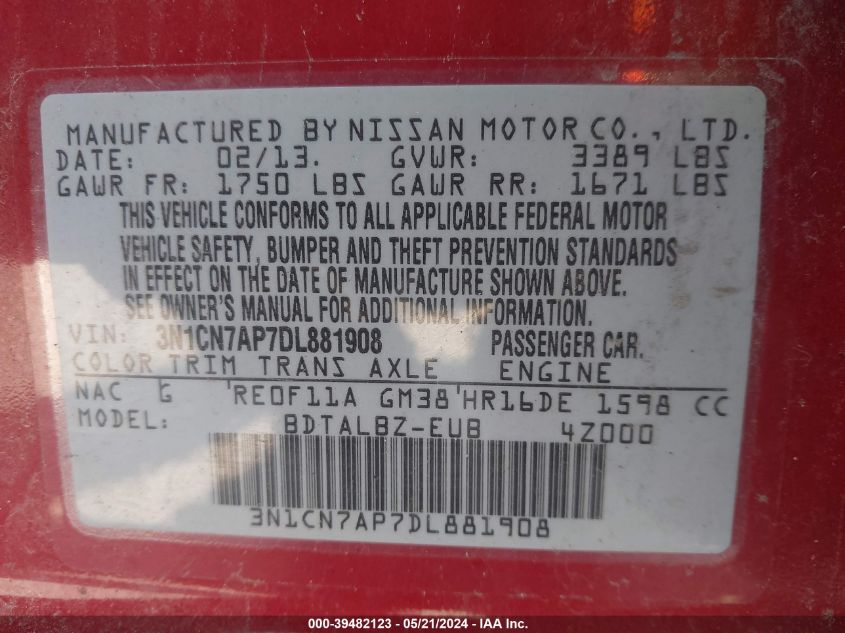 MANUFACTURED BY NISSAN MOTOR CO., LTD.
DATE: 02/13. GVWR: 3389 LBS
GAWR FR: 1750 LBS GAWR RR: 1671 LBS
THIS VEHICLE CONFORMS TO ALL APPLICABLE FEDERAL MOTOR
VEHICLE SAFETY, BUMPER AND THEFT PREVENTION STANDARDS
IN EFFECT ON THE DATE OF MANUFACTURE SHOWN ABOVE.
SEE OWNER'S MANUAL FOR ADDITIONAL INFORMATION.
VIN: 3N1CN7AP7DL881908 PASSENGER CAR.
COLOR TRIM TRANS AXLE ENGINE
NAC G 'RE0F11A GM38'HR16DE 1598 CC
MODEL: BDTALBZ-EUB 4Z000
3N1CN7AP7DL881908
000-39482123 - 05/21/2024 - IAA Inc.